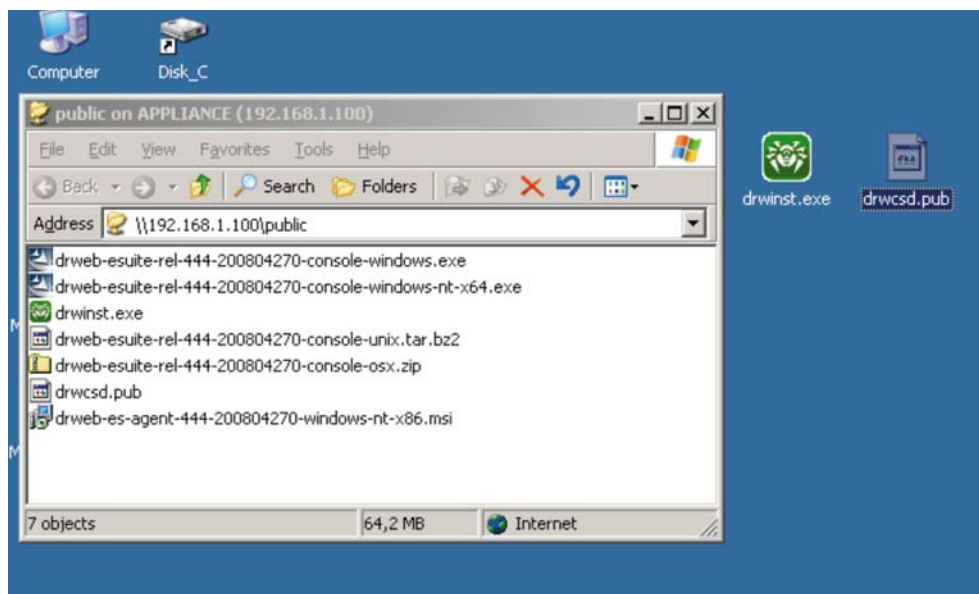 Computer
Disk_C
public on APPLIANCE (192.168.1.100)
File Edit View Favorites Tools Help
Back Search Folders
Address \\192.168.1.100\public
drweb-esuite-rel-444-200804270-console-windows.exe
drweb-esuite-rel-444-200804270-console-windows-nt-x64.exe
drwinst.exe
drweb-esuite-rel-444-200804270-console-unix.tar.bz2
drweb-esuite-rel-444-200804270-console-osx.zip
drwcsd.pub
drweb-es-agent-444-200804270-windows-nt-x86.msi
7 objects 64,2 MB Internet
drwinst.exe
drwcsd.pub